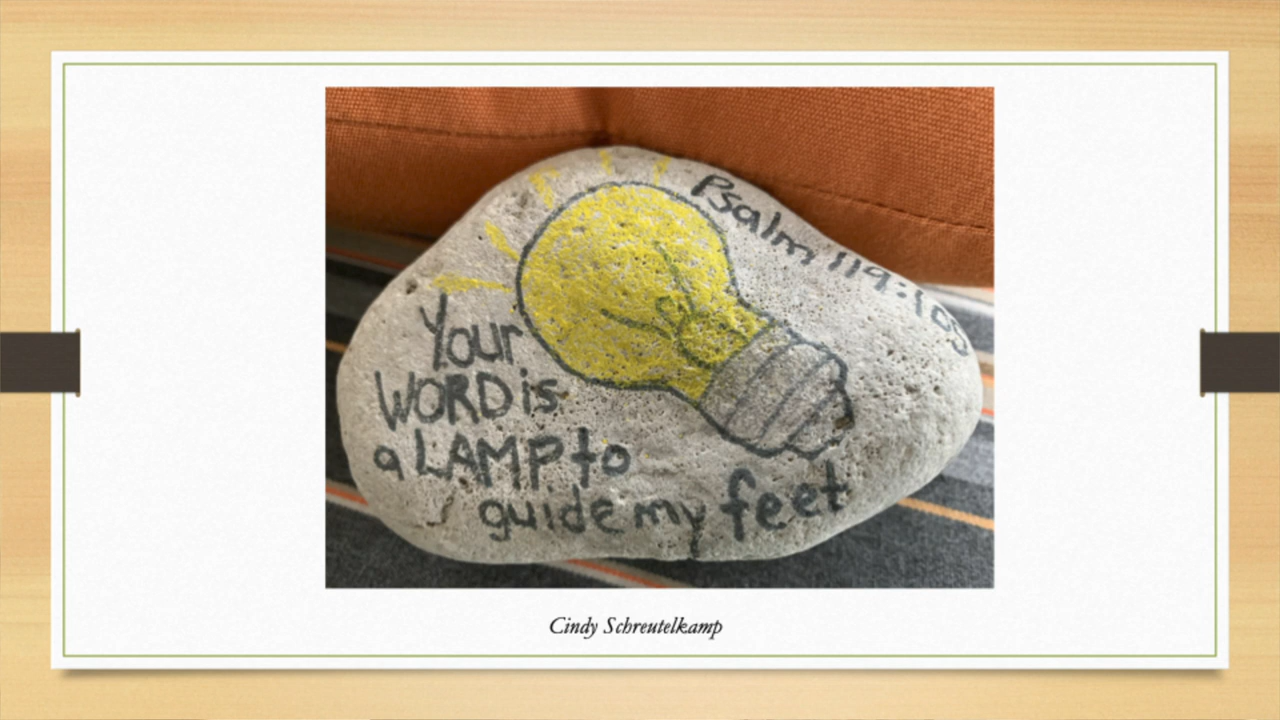 Psalm 119:105
Your
WORD is
a LAMP to
guide my feet
Cindy Schreutelkamp